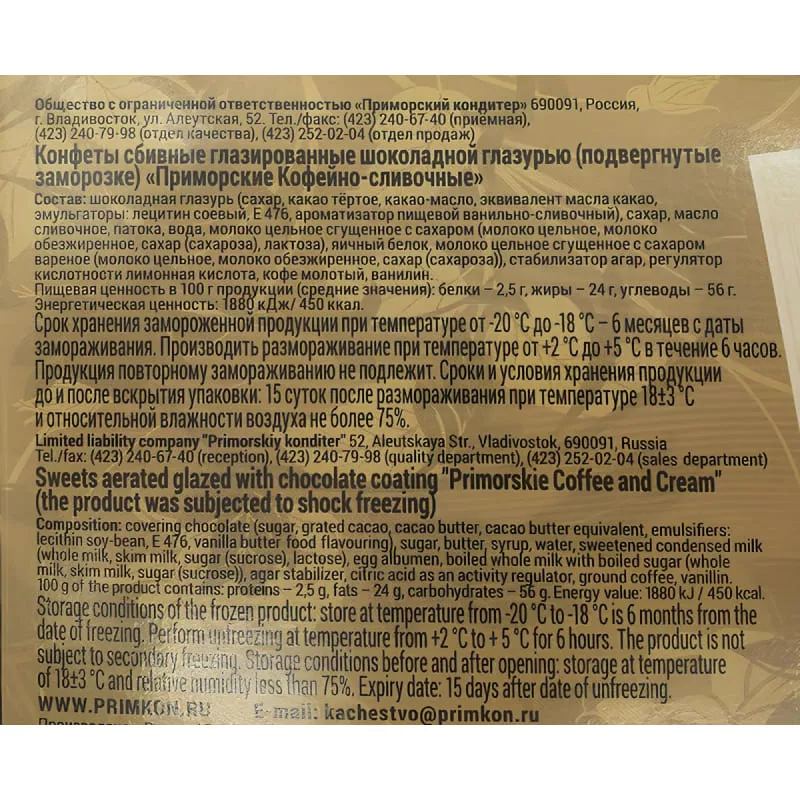 Общество с ограниченной ответственностью «Приморский кондитер» 690091, Россия,
г. Владивосток, ул. Алеутская, 52. Тел./факс: (423) 240-67-40 (приёмная),
(423) 240-79-98 (отдел качества), (423) 252-02-04 (отдел продаж)
Конфеты сбивные глазированные шоколадной глазурью (подвергнутые
заморозке) «Приморские Кофейно-сливочные»
Состав: шоколадная глазурь (сахар, какао тёртое, какао-масло, эквивалент масла какао,
эмульгаторы: лецитин соевый, Е 476, ароматизатор пищевой ванильно-сливочный), сахар, масло
сливочное, патока, вода, молоко цельное сгущенное с сахаром (молоко цельное, молоко
обезжиренное, сахар (сахароза), лактоза), яичный белок, молоко цельное сгущенное с сахаром
вареное (молоко цельное, молоко обезжиренное, сахар (сахароза)), стабилизатор агар, регулятор
кислотности лимонная кислота, кофе молотый, ванилин.
Пищевая ценность в 100 г продукции (средние значения): белки – 2,5 г, жиры – 24 г, углеводы – 56 г.
Энергетическая ценность: 1880 кДж/ 450 ккал.
Срок хранения замороженной продукции при температуре от -20 °С до -18 °С – 6 месяцев с даты
замораживания. Производить размораживание при температуре от +2 °С до +5 °С в течение 6 часов.
Продукция повторному замораживанию не подлежит. Сроки и условия хранения продукции
до и после вскрытия упаковки: 15 суток после размораживания при температуре 18±3 °С
и относительной влажности воздуха не более 75%.
Limited liability company "Primorskiy konditer" 52, Aleutskaya Str., Vladivostok, 690091, Russia
Tel./fax: (423) 240-67-40 (reception), (423) 240-79-98 (quality department), (423) 252-02-04 (sales department)
Sweets aerated glazed with chocolate coating "Primorskie Coffee and Cream"
(the product was subjected to shock freezing)
Composition: covering chocolate (sugar, grated cacao, cacao butter, cacao butter equivalent, emulsifiers:
lecithin soy-bean, E 476, vanilla butter food flavouring), sugar, butter, syrup, water, sweetened condensed milk
(whole milk, skim milk, sugar (sucrose), lactose), egg albumen, boiled whole milk with boiled sugar (whole
milk, skim milk, sugar (sucrose)), agar stabilizer, citric acid as an activity regulator, ground coffee, vanillin.
100 g of the product contains: proteins – 2,5 g, fats – 24 g, carbohydrates – 56 g. Energy value: 1880 kJ / 450 kcal.
Storage conditions of the frozen product: store at temperature from -20 °C to -18 °C is 6 months from the
date of freezing. Perform unfreezing at temperature from +2 °C to + 5 °C for 6 hours. The product is not
subject to secondary freezing. Storage conditions before and after opening: storage at temperature
of 18±3 °C and relative humidity less than 75%. Expiry date: 15 days after date of unfreezing.
WWW.PRIMKON.RU E-mail: kachestvo@primkon.ru